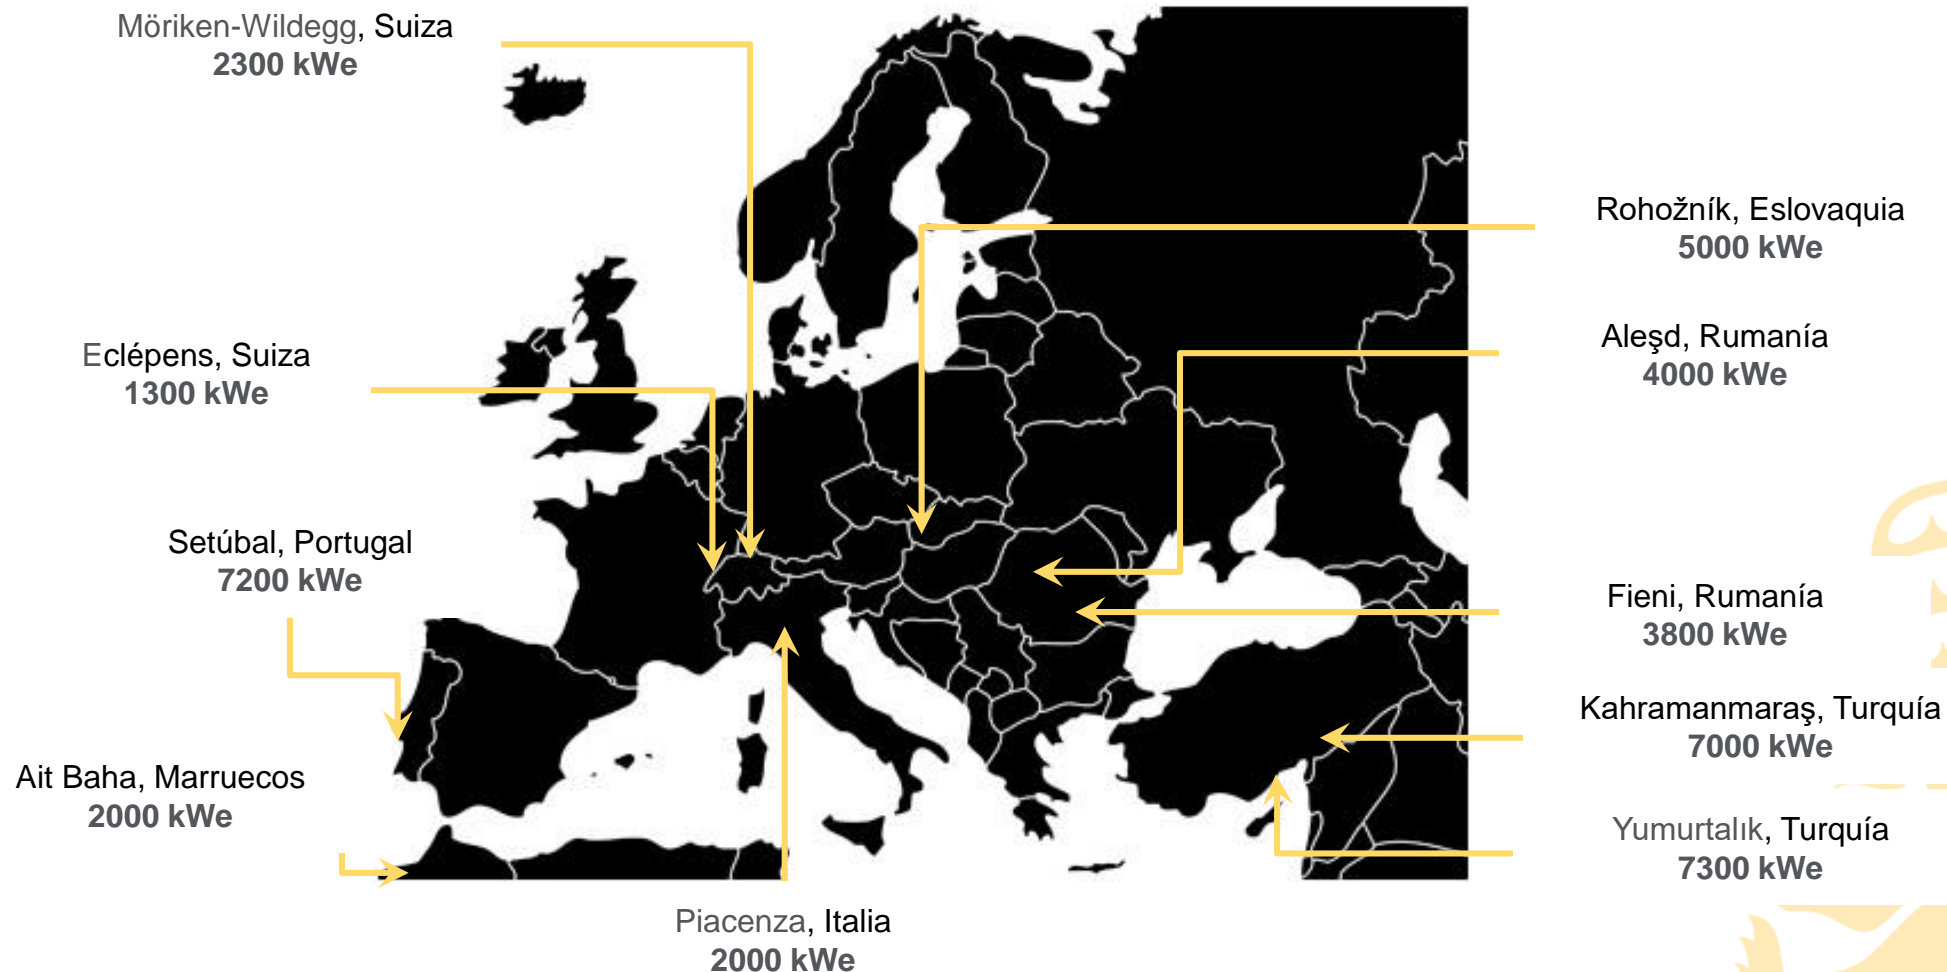 Möriken-Wildegg, Suiza
2300 kWe
Rohožník, Eslovaquia
5000 kWe
Aleşd, Rumanía
4000 kWe
Eclépens, Suiza
1300 kWe
Setúbal, Portugal
7200 kWe
Fieni, Rumanía
3800 kWe
Kahramanmaraş, Turquía
7000 kWe
Ait Baha, Marruecos
2000 kWe
Yumurtalık, Turquía
7300 kWe
Piacenza, Italia
2000 kWe